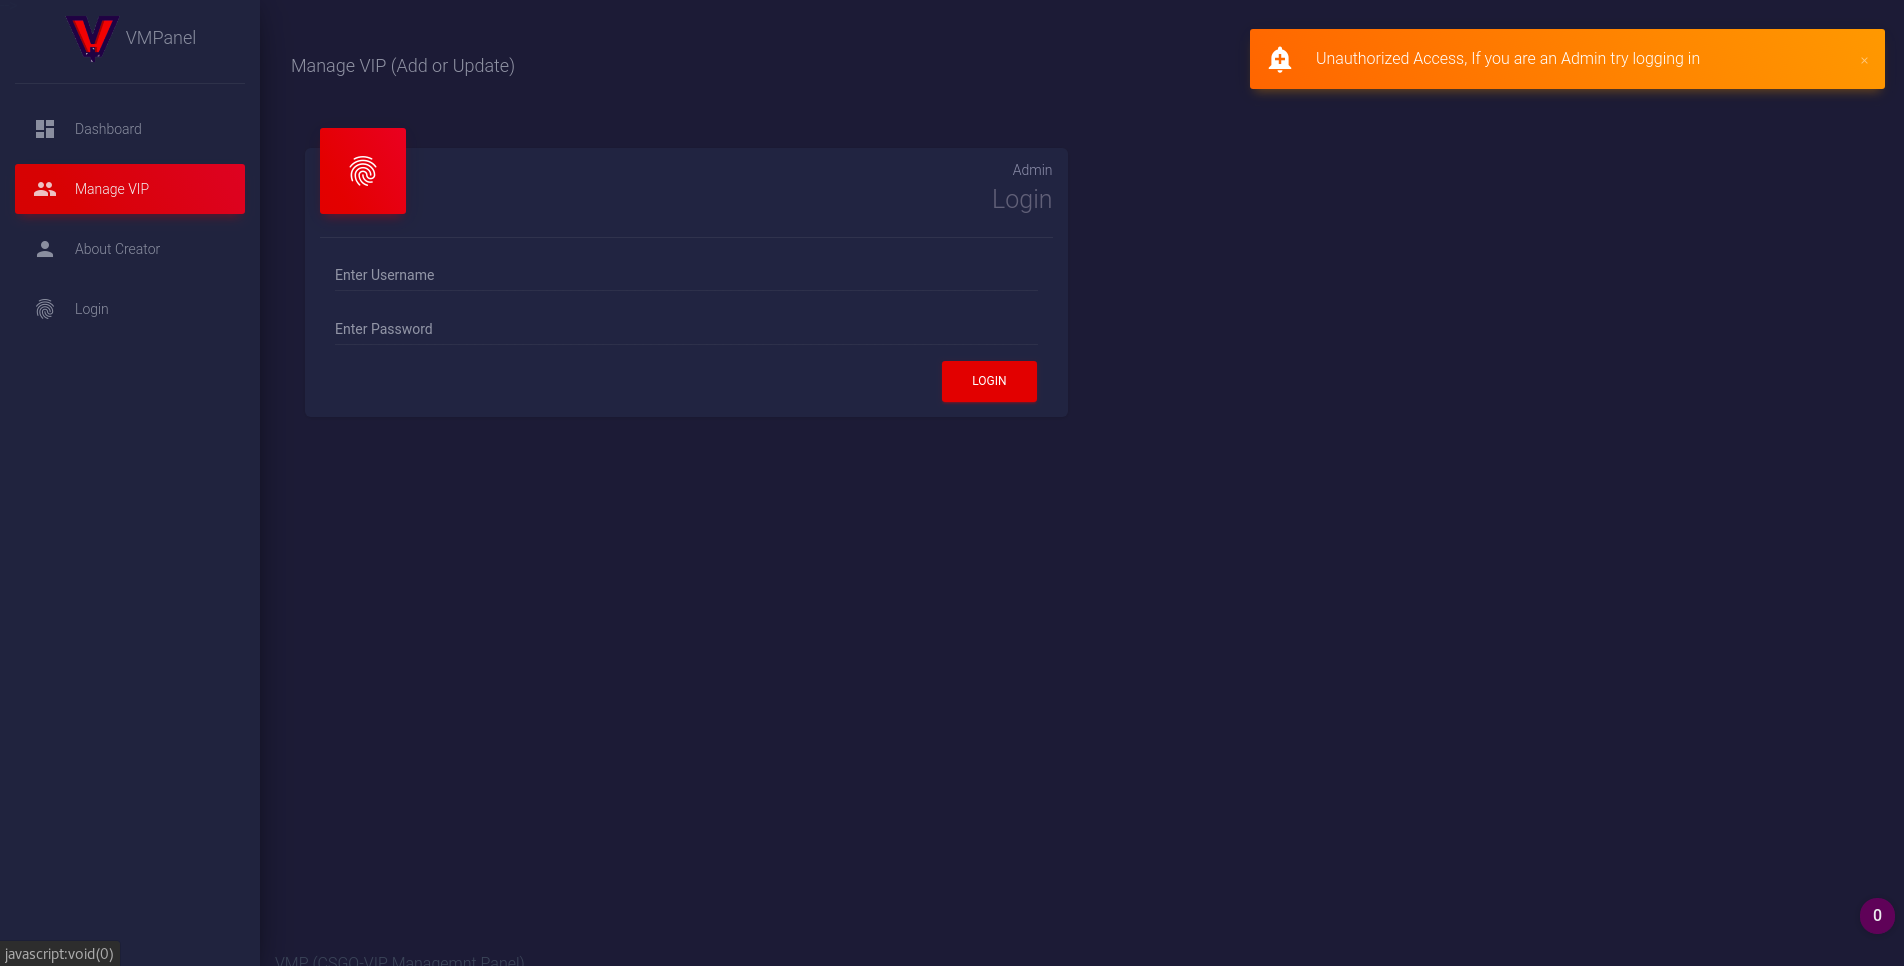 VMPanel
Dashboard
Manage VIP
About Creator
Login
Manage VIP (Add or Update)
Unauthorized Access, If you are an Admin try logging in
×
Admin
Login
Enter Username
Enter Password
LOGIN
0
javascript:void(0)
VMP (CSGO-VIP Managemnt Panel)